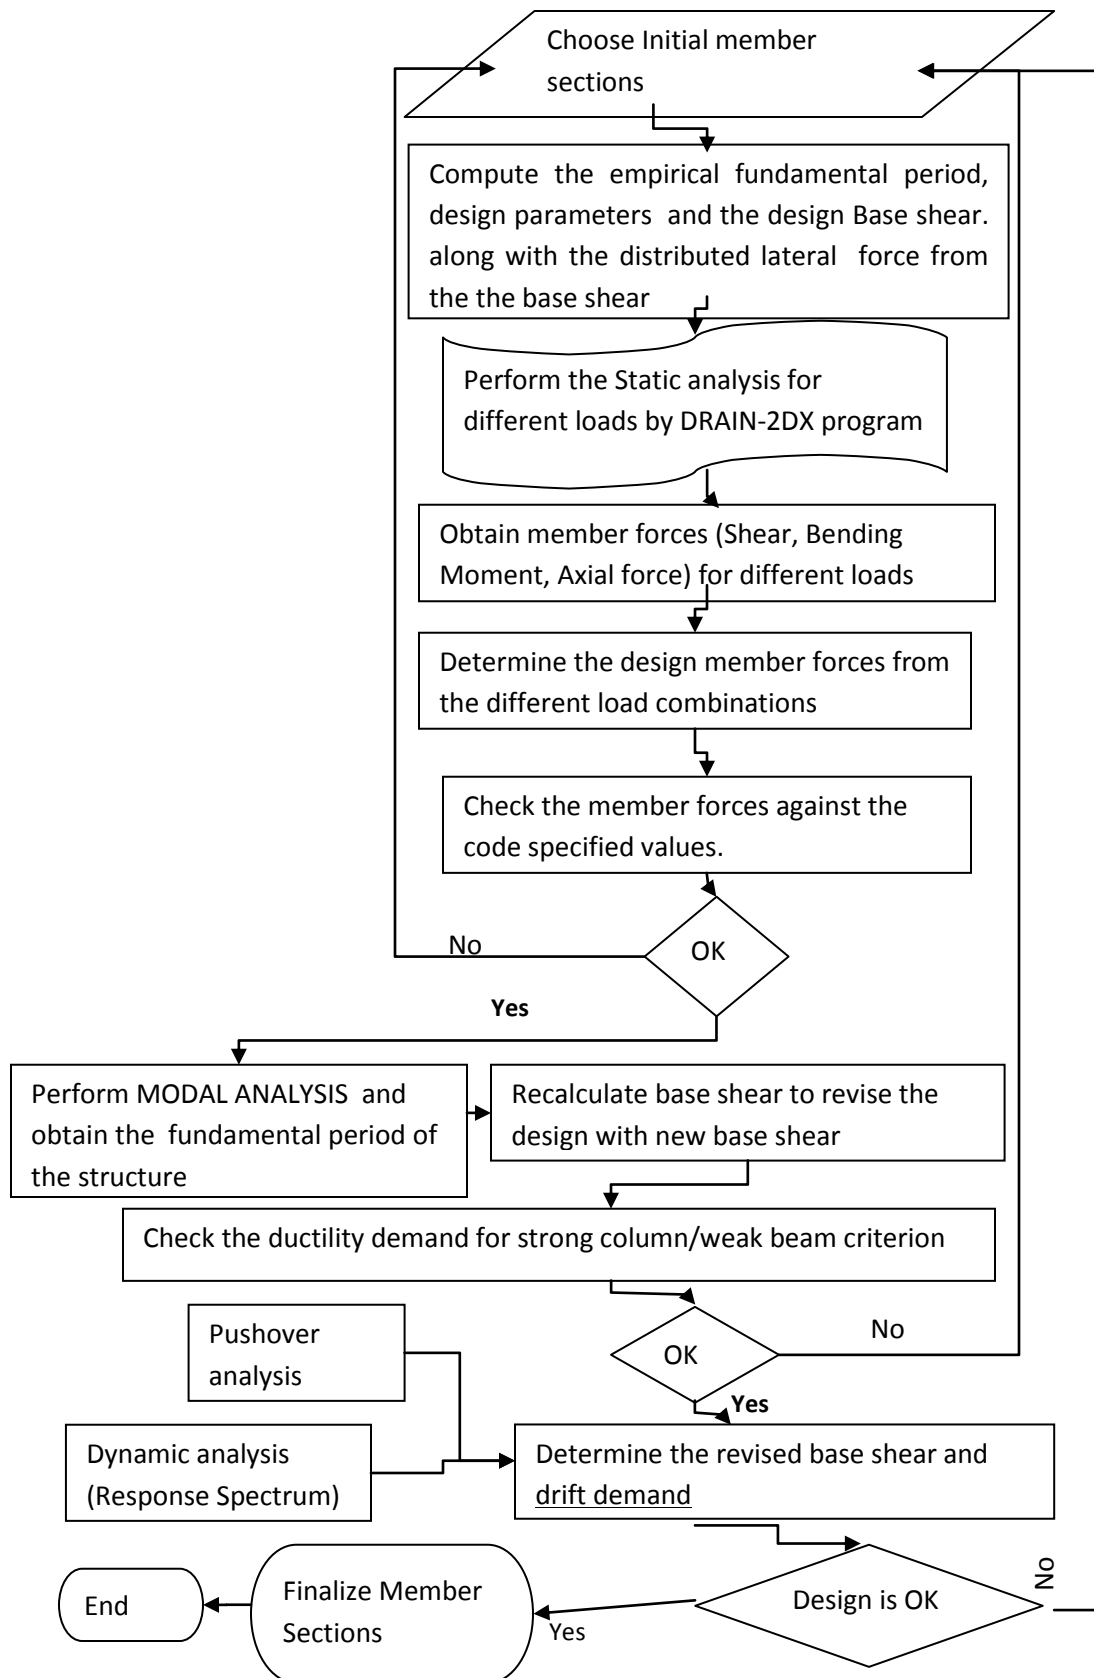 Choose Initial member
sections
Compute the empirical fundamental period,
design parameters and the design Base shear.
along with the distributed lateral force from
the the base shear
Perform the Static analysis for
different loads by DRAIN-2DX program
Obtain member forces (Shear, Bending
Moment, Axial force) for different loads
Determine the design member forces from
the different load combinations
Check the member forces against the
code specified values.
No
OK
Yes
Perform MODAL ANALYSIS and
obtain the fundamental period of
the structure
Recalculate base shear to revise the
design with new base shear
Check the ductility demand for strong column/weak beam criterion
Pushover
analysis
OK
No
Yes
Dynamic analysis
(Response Spectrum)
Determine the revised base shear and
drift demand
End
Finalize Member
Sections
Yes
Design is OK
No